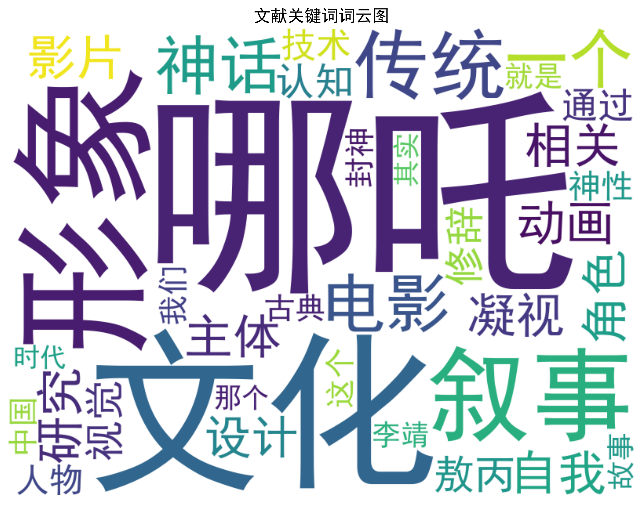 文献关键词词云图
影片
神话
技术
认知
传统
一个
就是
通过
形象
哪吒
封神
其实
相关
神性
动画
修辞
角色
我们
古典
电影
凝视
主体
文化
叙事
时代
中国
研究
视觉
人物
那个
设计
这个
李靖
敖丙
自我
故事